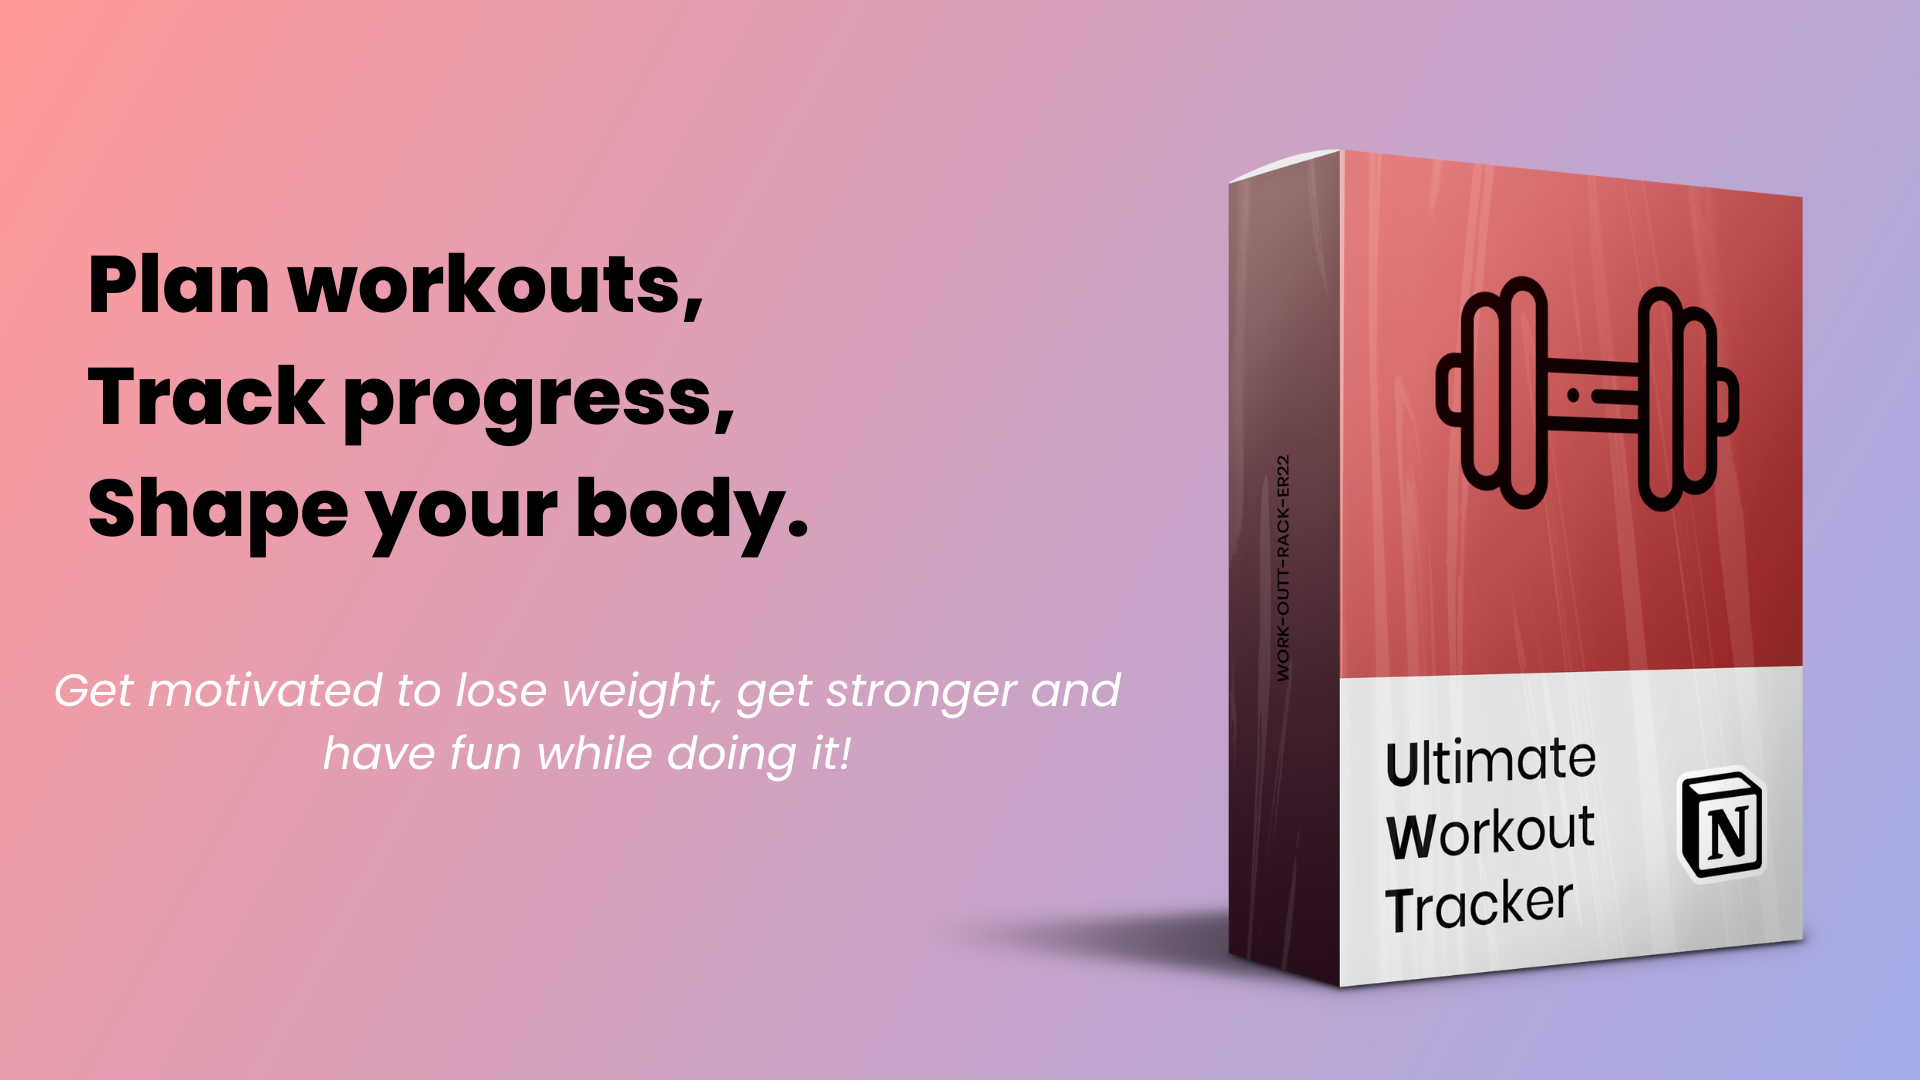 Plan workouts,
Track progress,
Shape your body.
Get motivated to lose weight, get stronger and
have fun while doing it!
WORK-OUTT-RACK-ER22
Ultimate
Workout
Tracker
N